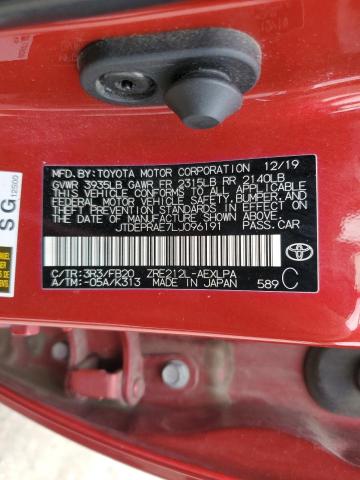 MFD.BY:TOYOTA MOTOR CORPORATION 12/19
GVWR 3935LB GAWR FR 2315LB RR 2140LB
THIS VEHICLE CONFORMS TO ALL APPLICABLE
FEDERAL MOTOR VEHICLE SAFETY, BUMPER, AND
THEFT PREVENTION STANDARDS IN EFFECT ON
THE DATE OF MANUFACTURE SHOWN ABOVE.
JTDEPRAE7LJ096191 PASS.CAR
C/TR:3R3/FB20 ZRE212L-AEXLPA
A/TM:-05A/K313 MADE IN JAPAN 589 C
SG
12500